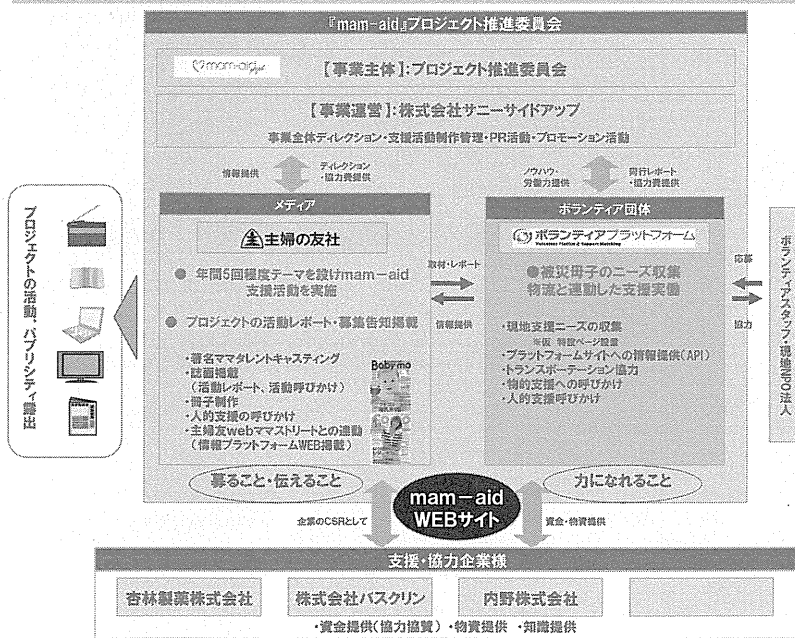 『mam-aid』プロジェクト推進委員会
mam-aid
【事業主体】:プロジェクト推進委員会
【事業運営】:株式会社サニーサイドアップ
事業全体ディレクション・支援活動制作管理・PR活動・プロモーション活動
情報提供
ディレクション
・協力費提供
ノウハウ・
労働力提供
同行レポート
・協力費提供
プロジェクトの活動、パブリシティ露出
メディア
主婦の友社
● 年間5回程度テーマを設けmam-aid
支援活動を実施
● プロジェクトの活動レポート・募集告知掲載
・著名ママタレントキャスティング
・誌面掲載
(活動レポート、活動呼びかけ)
・冊子制作
・人的支援の呼びかけ
・主婦友webママストリートとの連動
(情報プラットフォームWEB掲載)
Babymo
募ること・伝えること
取材・レポート
情報提供
ボランティア団体
ボランティアプラットフォーム
Volunteer Platform & Support Matching
●被災母子のニーズ収集
物流と連動した支援実働
・現地支援ニーズの収集
※仮 特設ページ設置
・プラットフォームサイトへの情報提供(API)
・トランスポーテーション協力
・物的支援への呼びかけ
・人的支援呼びかけ
力になれること
応募
協力
ボランティアスタッフ・現地NPO法人
mam-aid
WEBサイト
企業のCSRとして
資金・物資提供
支援・協力企業様
杏林製薬株式会社
株式会社バスクリン
内野株式会社
・資金提供(協力協賛) ・物資提供 ・知識提供